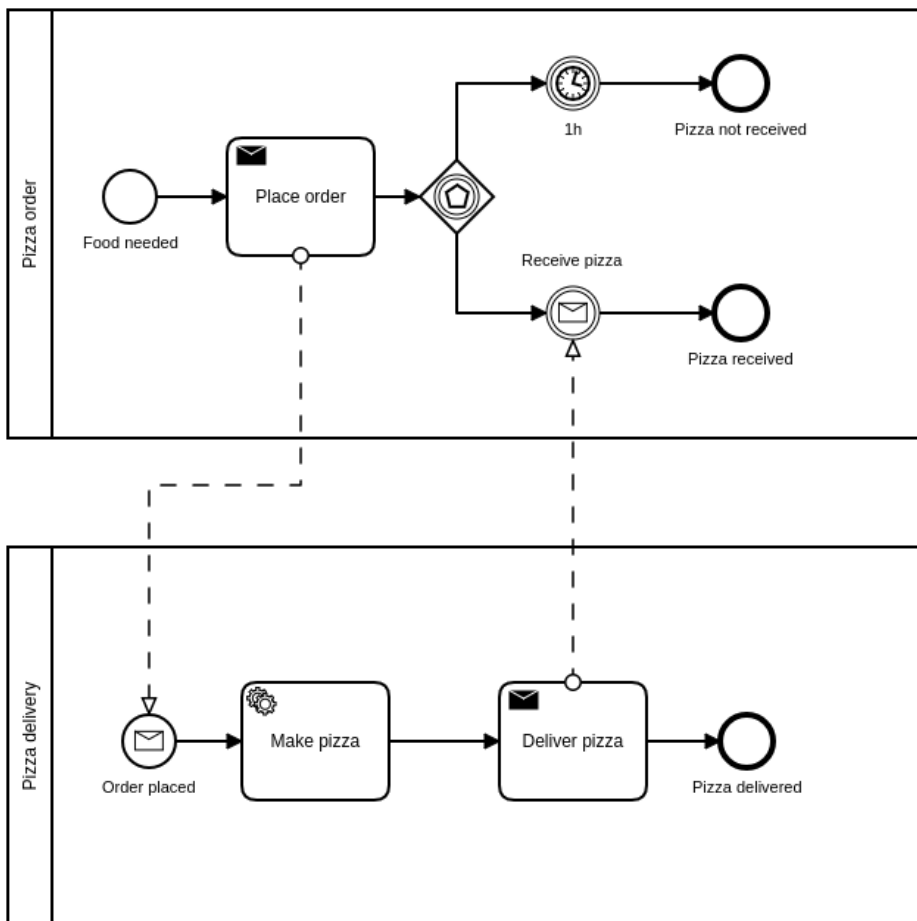 Pizza order
Food needed
Place order
1h
Pizza not received
Receive pizza
Pizza received
Pizza delivery
Order placed
Make pizza
Deliver pizza
Pizza delivered